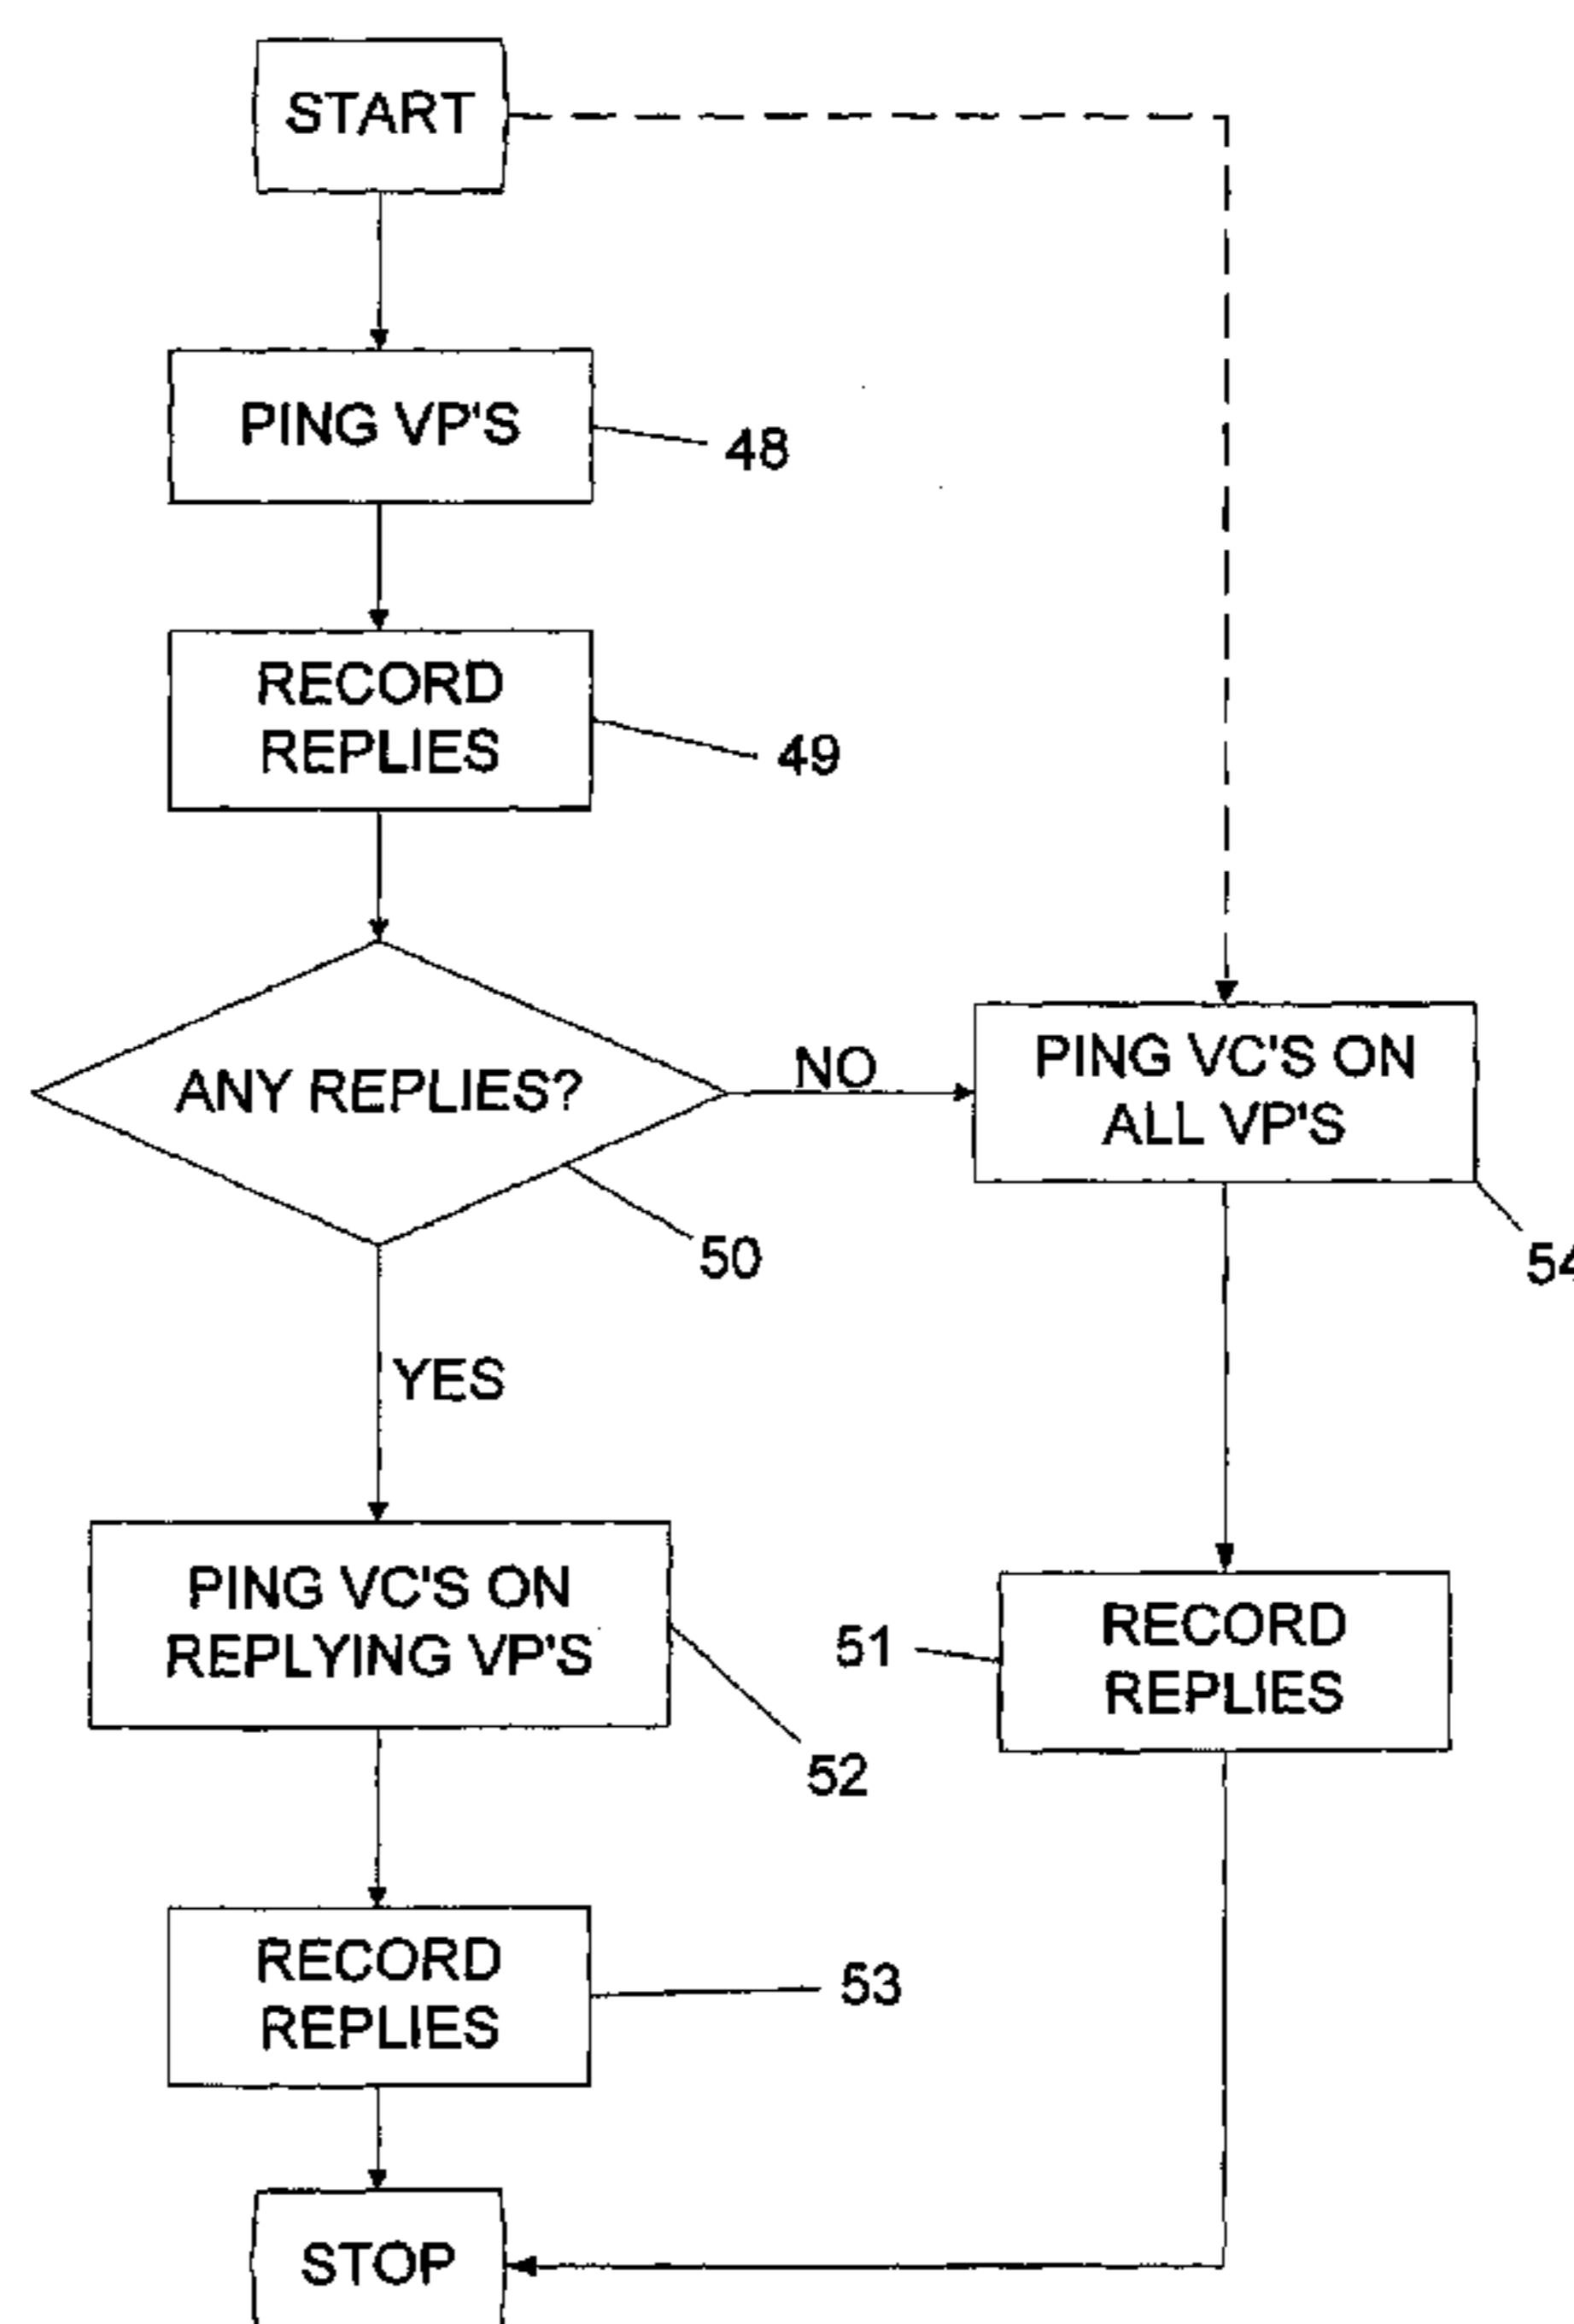 START
PING VP'S
48
RECORD
REPLIES
49
ANY REPLIES?
NO
PING VC'S ON
ALL VP'S
50
54
YES
PING VC'S ON
REPLYING VP'S
51
RECORD
REPLIES
52
RECORD
REPLIES
53
STOP